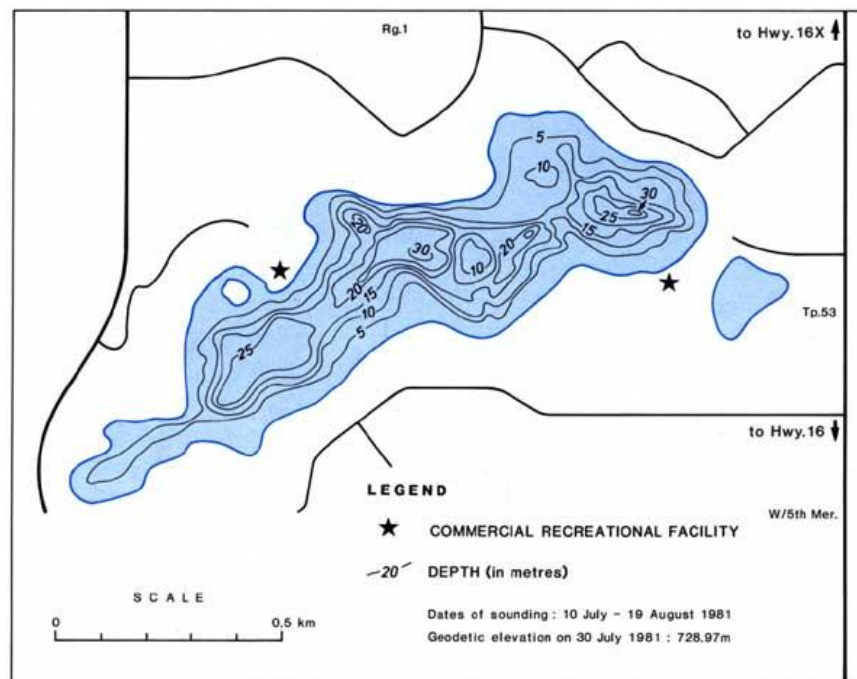 Rg.1
to Hwy. 16X
5
10
30
25
15
20
30
20
10
20
15
10
5
25
Tp.53
to Hwy. 16
W/5th Mer.
LEGEND
COMMERCIAL RECREATIONAL FACILITY
20 DEPTH (in metres)
SCALE
0 0.5 km
Dates of sounding : 10 July – 19 August 1981
Geodetic elevation on 30 July 1981 : 728.97m